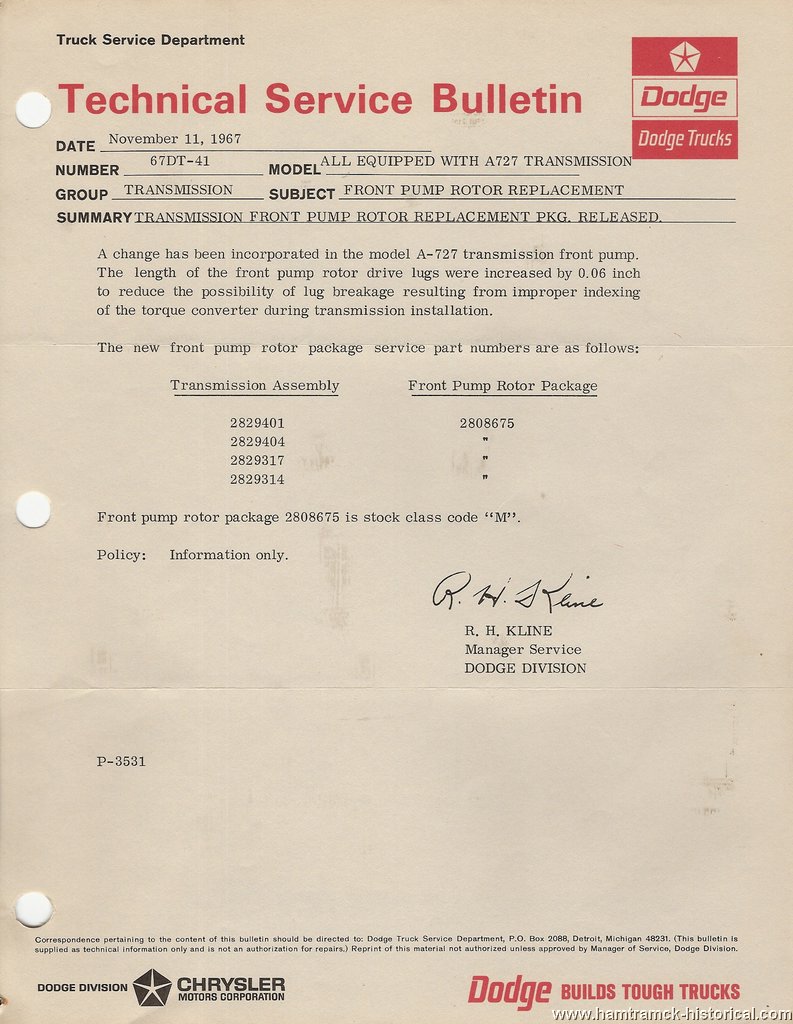 Truck Service Department
Technical Service Bulletin
Dodge
Dodge Trucks
DATE November 11, 1967
NUMBER 67DT-41 MODEL ALL EQUIPPED WITH A727 TRANSMISSION
GROUP TRANSMISSION SUBJECT FRONT PUMP ROTOR REPLACEMENT
SUMMARY TRANSMISSION FRONT PUMP ROTOR REPLACEMENT PKG. RELEASED.
A change has been incorporated in the model A-727 transmission front pump.
The length of the front pump rotor drive lugs were increased by 0.06 inch
to reduce the possibility of lug breakage resulting from improper indexing
of the torque converter during transmission installation.
The new front pump rotor package service part numbers are as follows:
Transmission Assembly Front Pump Rotor Package
2829401 2808675
2829404 "
2829317 "
2829314 "
Front pump rotor package 2808675 is stock class code "M".
Policy: Information only.
R. H. Kline
R. H. KLINE
Manager Service
DODGE DIVISION
P-3531
Correspondence pertaining to the content of this bulletin should be directed to: Dodge Truck Service Department, P.O. Box 2088, Detroit, Michigan 48231. (This bulletin is
supplied as technical information only and is not an authorization for repairs.) Reprint of this material not authorized unless approved by Manager of Service, Dodge Division.
DODGE DIVISION CHRYSLER
MOTORS CORPORATION
Dodge BUILDS TOUGH TRUCKS
www.hamtramck-historical.com